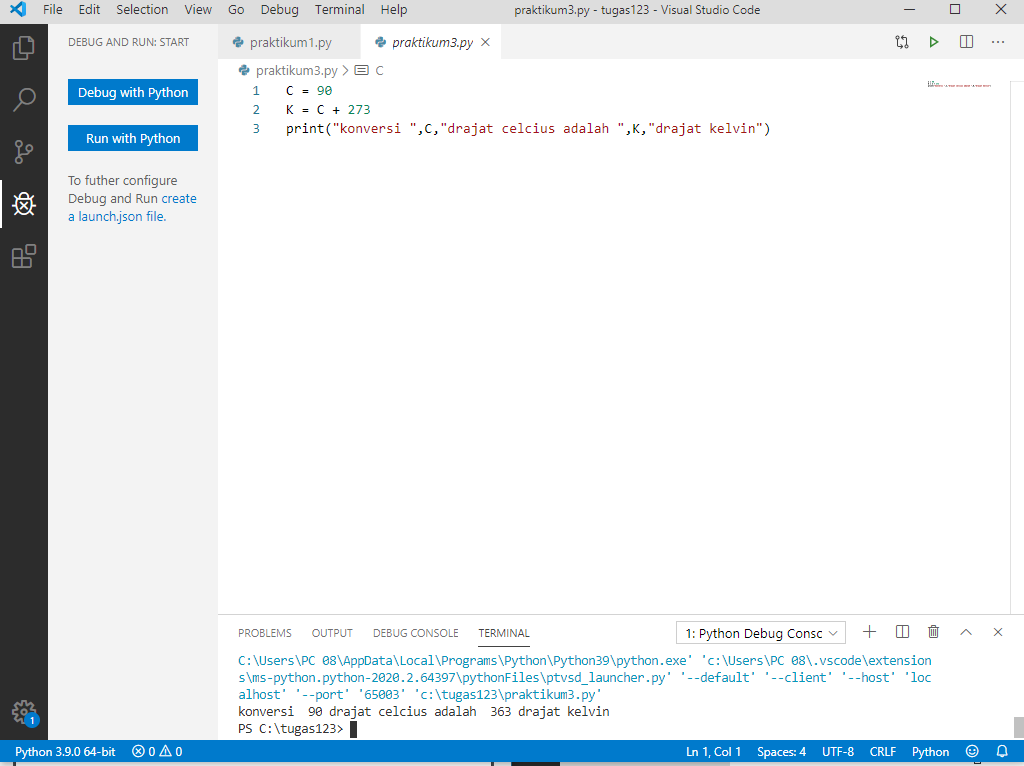 File Edit Selection View Go Debug Terminal Help praktikum3.py - tugas123 - Visual Studio Code
DEBUG AND RUN: START
Debug with Python
Run with Python
To futher configure
Debug and Run create
a launch.json file.
praktikum1.py praktikum3.py
praktikum3.py > C
1 C = 90
2 K = C + 273
3 print("konversi ",C,"drajat celcius adalah ",K,"drajat kelvin")
PROBLEMS OUTPUT DEBUG CONSOLE TERMINAL 1: Python Debug Consc
C:\Users\PC 08\AppData\Local\Programs\Python\Python39\python.exe' 'c:\Users\PC 08\.vscode\extension
s\ms-python.python-2020.2.64397\pythonFiles\ptvsd_launcher.py' '--default' '--client' '--host' 'loc
alhost' '--port' '65003' 'c:\tugas123\praktikum3.py'
konversi  90 drajat celcius adalah  363 drajat kelvin
PS C:\tugas123>
1
Python 3.9.0 64-bit 0 0 Ln 1, Col 1 Spaces: 4 UTF-8 CRLF Python